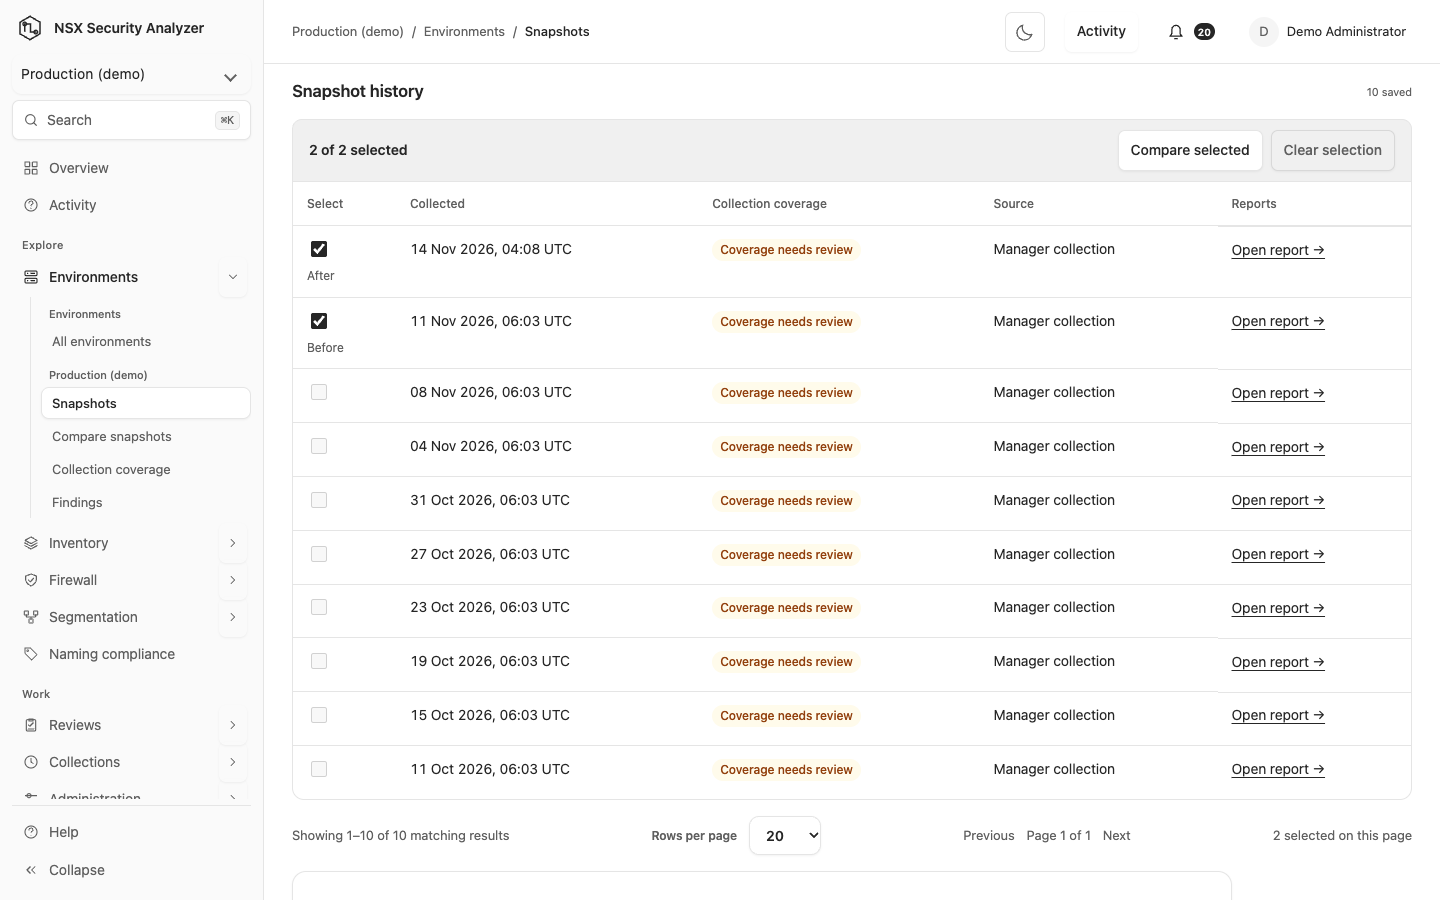 NSX Security Analyzer
Production (demo)
Search ⌘K
Overview
Activity
Explore
Environments
Environments
All environments
Production (demo)
Snapshots
Compare snapshots
Collection coverage
Findings
Inventory
Firewall
Segmentation
Naming compliance
Work
Reviews
Collections
Administration
Help
Collapse
Production (demo) / Environments / Snapshots
Activity 20 D Demo Administrator
Snapshot history 10 saved
2 of 2 selected Compare selected Clear selection
Select Collected Collection coverage Source Reports
14 Nov 2026, 04:08 UTC Coverage needs review Manager collection Open report →
After
11 Nov 2026, 06:03 UTC Coverage needs review Manager collection Open report →
Before
08 Nov 2026, 06:03 UTC Coverage needs review Manager collection Open report →
04 Nov 2026, 06:03 UTC Coverage needs review Manager collection Open report →
31 Oct 2026, 06:03 UTC Coverage needs review Manager collection Open report →
27 Oct 2026, 06:03 UTC Coverage needs review Manager collection Open report →
23 Oct 2026, 06:03 UTC Coverage needs review Manager collection Open report →
19 Oct 2026, 06:03 UTC Coverage needs review Manager collection Open report →
15 Oct 2026, 06:03 UTC Coverage needs review Manager collection Open report →
11 Oct 2026, 06:03 UTC Coverage needs review Manager collection Open report →
Showing 1–10 of 10 matching results Rows per page 20 Previous Page 1 of 1 Next 2 selected on this page